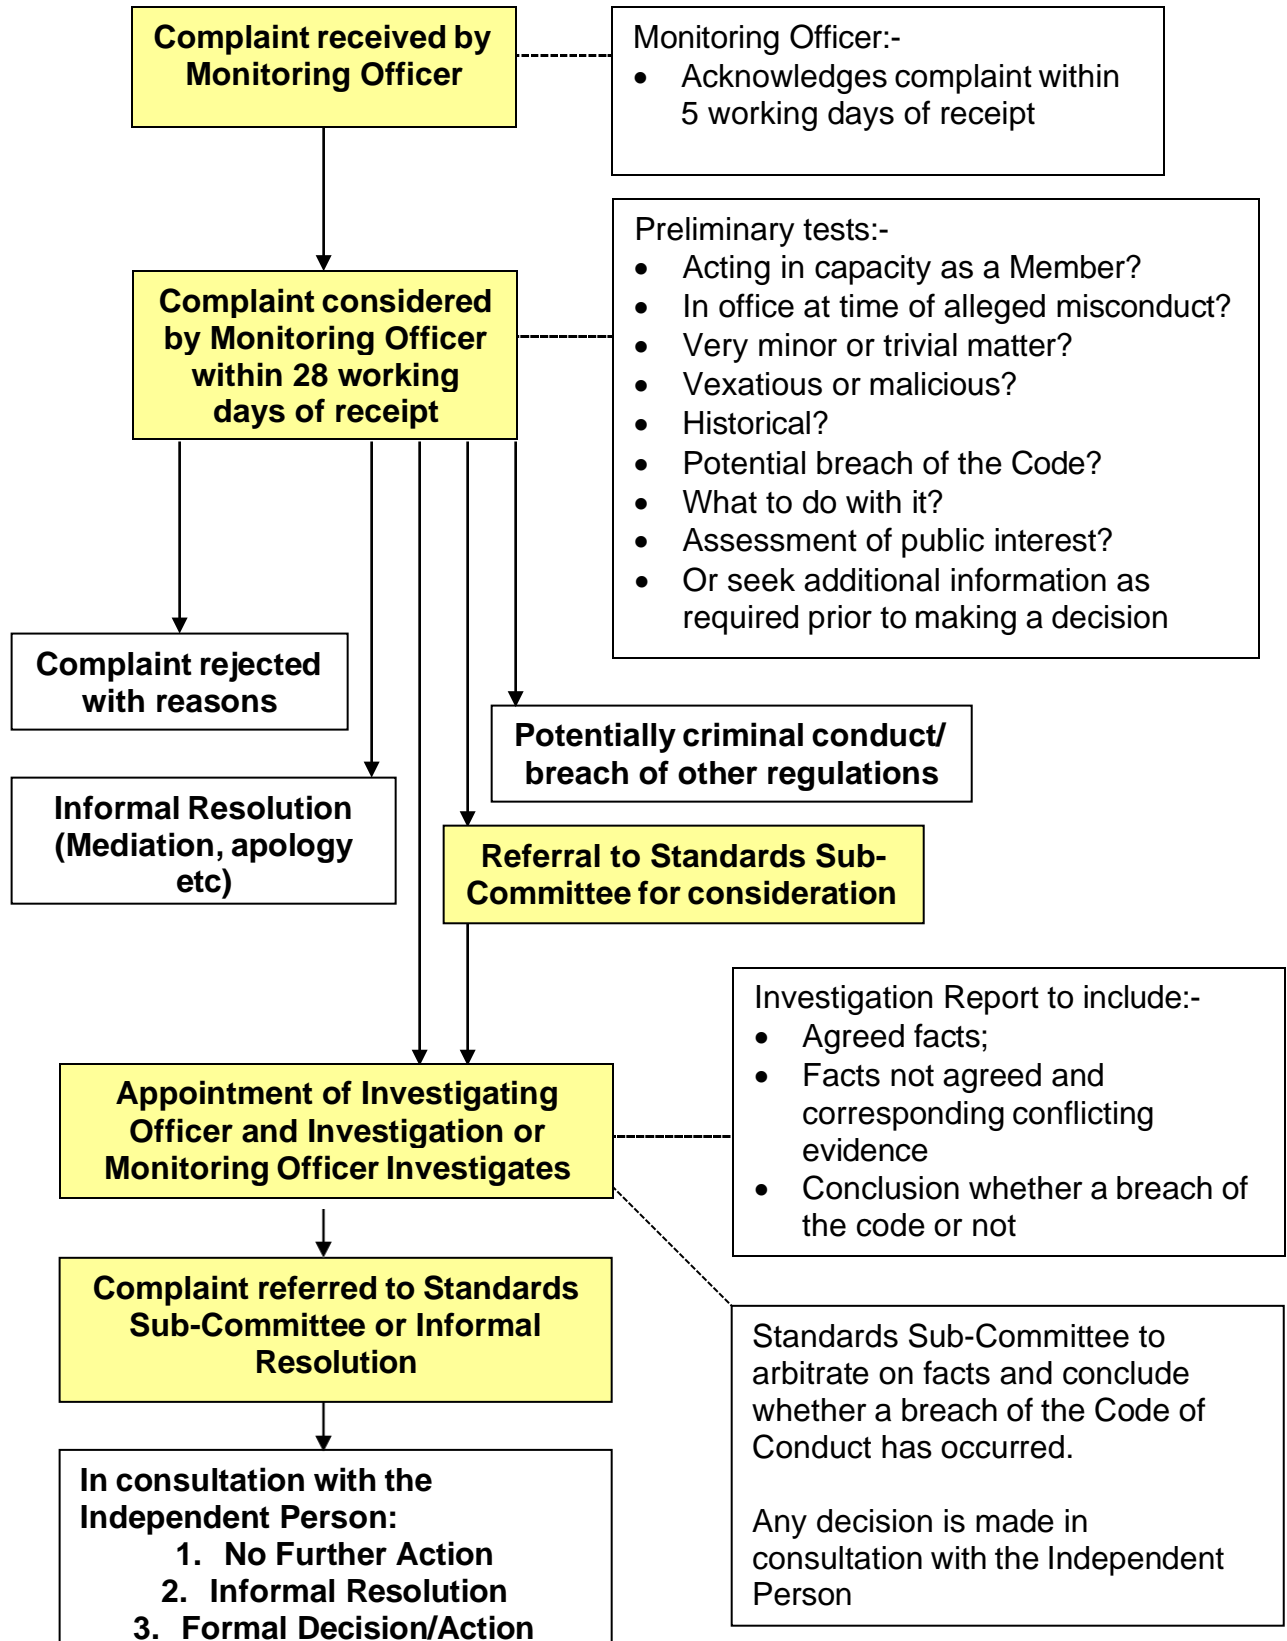 Complaint received by
Monitoring Officer
Monitoring Officer:-
• Acknowledges complaint within
5 working days of receipt
Preliminary tests:-
• Acting in capacity as a Member?
• In office at time of alleged misconduct?
• Very minor or trivial matter?
• Vexatious or malicious?
• Historical?
• Potential breach of the Code?
• What to do with it?
• Assessment of public interest?
• Or seek additional information as
required prior to making a decision
Complaint considered
by Monitoring Officer
within 28 working
days of receipt
Complaint rejected
with reasons
Potentially criminal conduct/
breach of other regulations
Informal Resolution
(Mediation, apology
etc)
Referral to Standards Sub-
Committee for consideration
Investigation Report to include:-
• Agreed facts;
• Facts not agreed and
corresponding conflicting
evidence
• Conclusion whether a breach of
the code or not
Appointment of Investigating
Officer and Investigation or
Monitoring Officer Investigates
Complaint referred to Standards
Sub-Committee or Informal
Resolution
Standards Sub-Committee to
arbitrate on facts and conclude
whether a breach of the Code of
Conduct has occurred.
Any decision is made in
consultation with the Independent
Person
In consultation with the
Independent Person:
1. No Further Action
2. Informal Resolution
3. Formal Decision/Action